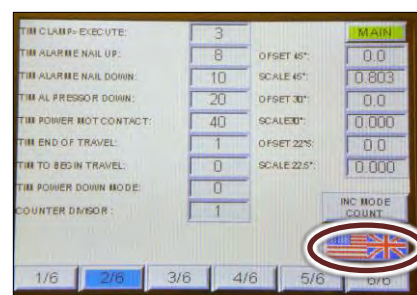 TIM CLAMP> EXECUTE: 3 MAIN
TIM ALARME NAIL UP: 8 OFSET 45°: 0.0
TIM ALARME NAIL DOWN: 10 SCALE 45°: 0.803
TIM AL PRESSOR DOWN: 20 OFSET 30°: 0.0
TIM POWER MOT CONTACT: 40 SCALE30°: 0.000
TIM END OF TRAVEL: 1 OFSET 22°5: 0.0
TIM TO BEGIN TRAVEL: 0 SCALE 22.5°: 0.000
TIM POWER DOWN MODE: 0
COUNTER DIVISOR : 1 INC MODE
COUNT
1/6 2/6 3/6 4/6 5/6 6/6